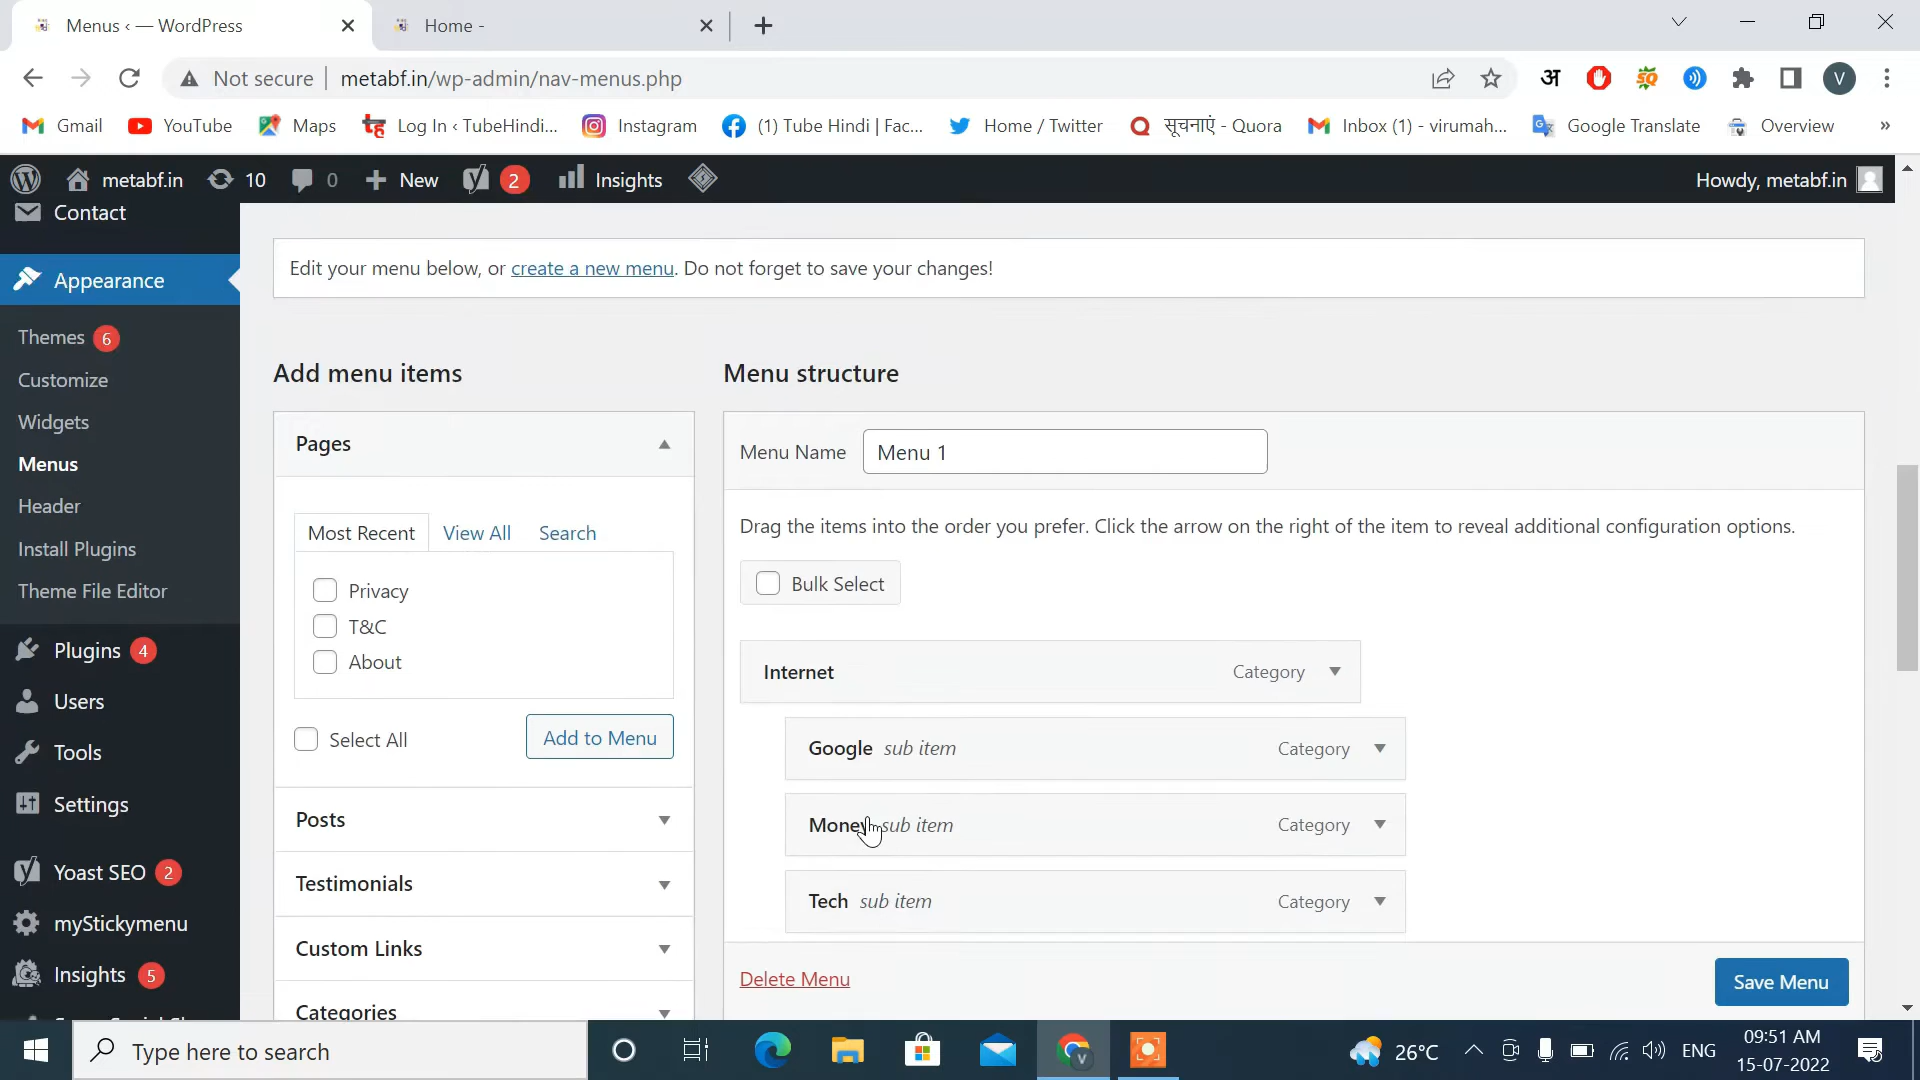 Menus ‹ — WordPress
Home -
Not secure
metabf.in/wp-admin/nav-menus.php
अ
V
Gmail
YouTube
Maps
Log In ‹ TubeHindi...
Instagram
(1) Tube Hindi | Fac...
Home / Twitter
सूचनाएं - Quora
Inbox (1) - virumah...
Google Translate
Overview
»
metabf.in
10
0
New
2
Insights
Howdy, metabf.in
Contact
Appearance
Themes 6
Customize
Widgets
Menus
Header
Install Plugins
Theme File Editor
Plugins 4
Users
Tools
Settings
Yoast SEO 2
myStickymenu
Insights 5
Edit your menu below, or create a new menu. Do not forget to save your changes!
Add menu items
Pages
Most Recent
View All
Search
Privacy
T&C
About
Select All
Add to Menu
Posts
Testimonials
Custom Links
Categories
Menu structure
Menu Name
Menu 1
Drag the items into the order you prefer. Click the arrow on the right of the item to reveal additional configuration options.
Bulk Select
Internet
Category
Google sub item
Category
Money sub item
Category
Tech sub item
Category
Delete Menu
Save Menu
Type here to search
26°C
ENG
09:51 AM
15-07-2022